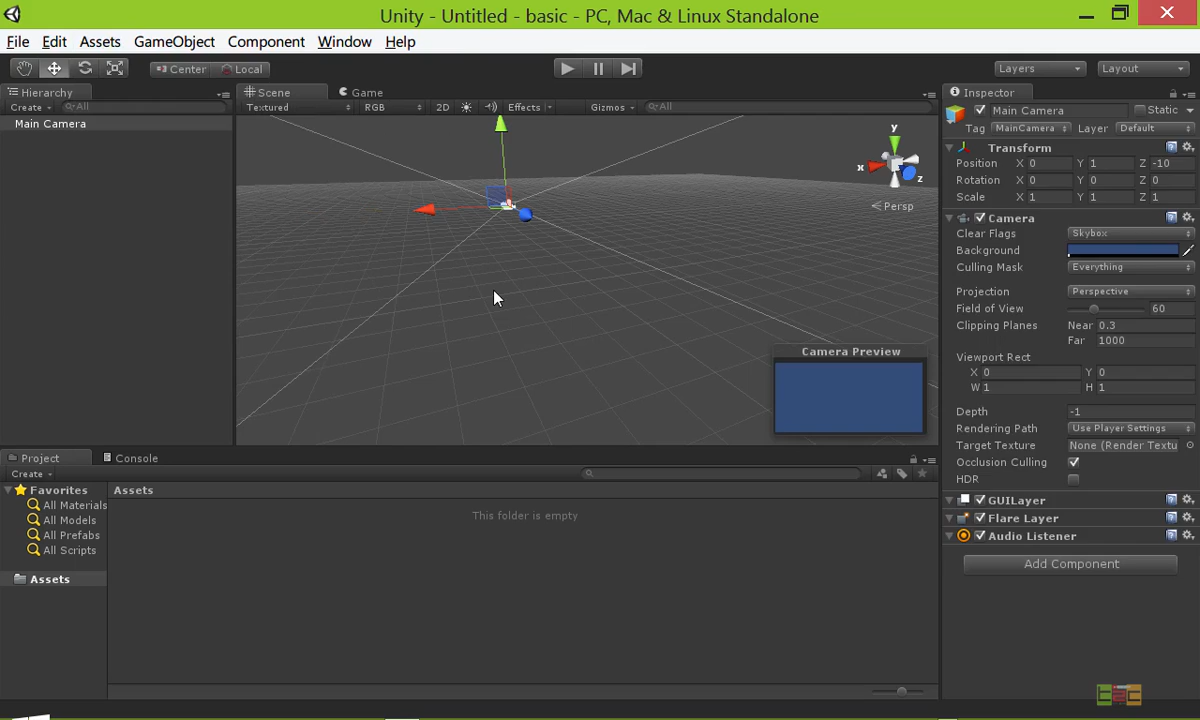 Unity - Untitled - basic - PC, Mac & Linux Standalone
File Edit Assets GameObject Component Window Help
Center Local Layers Layout
Hierarchy
Create All
Main Camera
Scene Game
Textured RGB 2D Effects Gizmos All
y
x
z
Persp
Camera Preview
Inspector
Main Camera Static
Tag MainCamera Layer Default
Transform
Position X 0 Y 1 Z -10
Rotation X 0 Y 0 Z 0
Scale X 1 Y 1 Z 1
Camera
Clear Flags Skybox
Background
Culling Mask Everything
Projection Perspective
Field of View 60
Clipping Planes Near 0.3
Far 1000
Viewport Rect
X 0 Y 0
W 1 H 1
Depth -1
Rendering Path Use Player Settings
Target Texture None (Render Textu
Occlusion Culling
HDR
GUILayer
Flare Layer
Audio Listener
Add Component
Project Console
Create
Favorites
All Materials
All Models
All Prefabs
All Scripts
Assets
Assets
This folder is empty